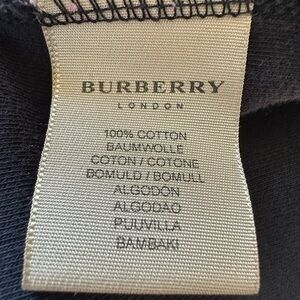 BURBERRY
LONDON
100% COTTON
BAUMWOLLE
COTON / COTONE
BOMULD / BOMULL
ALGODÓN
ALGODÃO
PUUVILLA
BAMBAKI